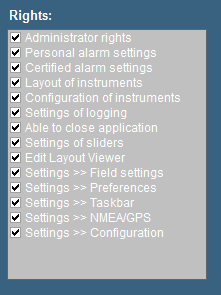 Rights:
Administrator rights
Personal alarm settings
Certified alarm settings
Layout of instruments
Configuration of instruments
Settings of logging
Able to close application
Settings of sliders
Edit Layout Viewer
Settings >> Field settings
Settings >> Preferences
Settings >> Taskbar
Settings >> NMEA/GPS
Settings >> Configuration